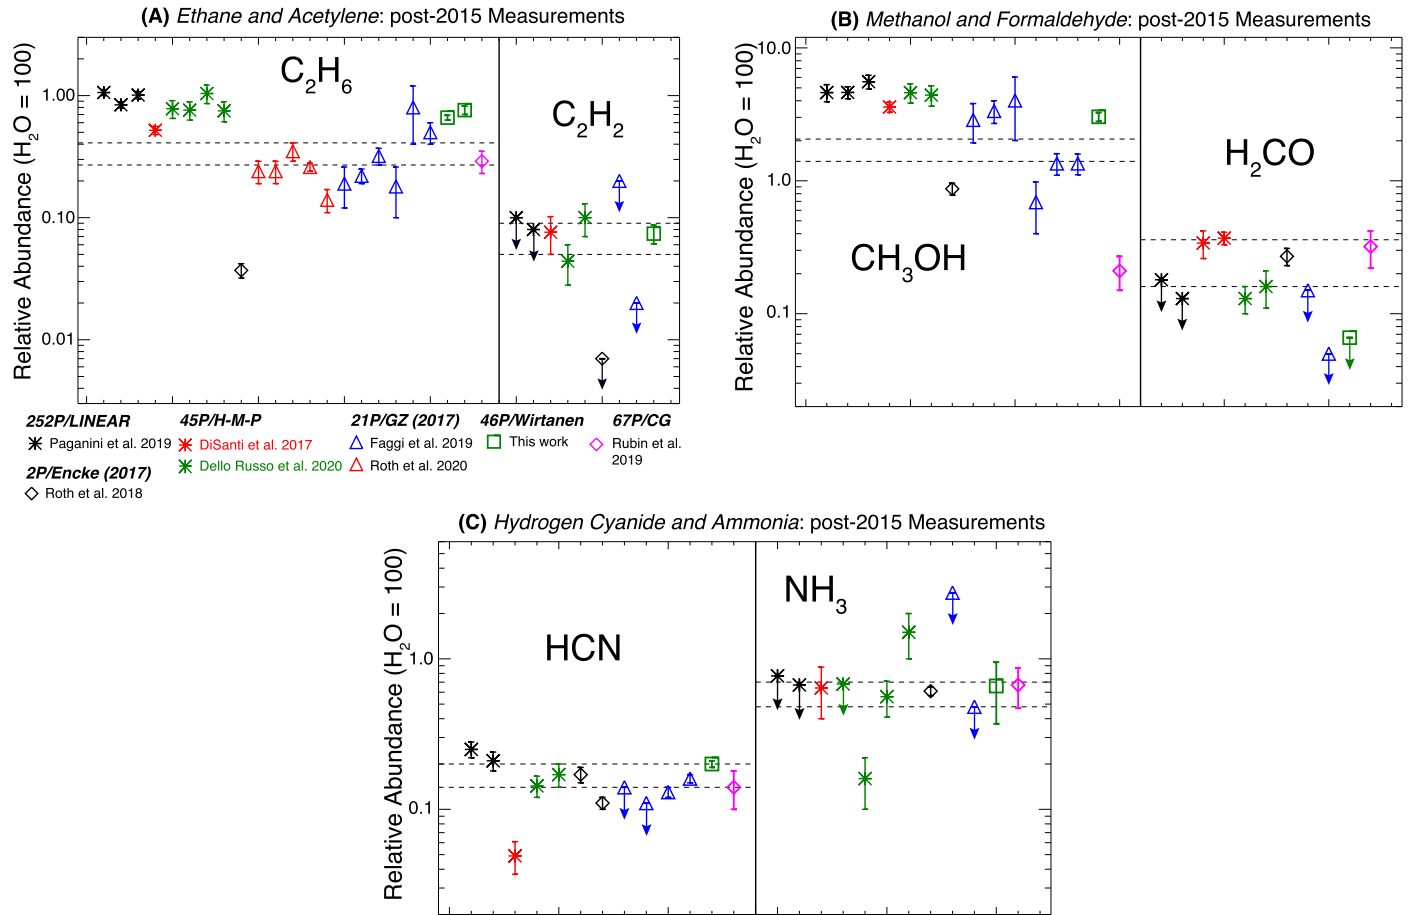 (A) Ethane and Acetylene: post-2015 Measurements
Relative Abundance (H2O = 100)
1.00
0.10
0.01
C2H6
C2H2
(B) Methanol and Formaldehyde: post-2015 Measurements
Relative Abundance (H2O = 100)
10.0
1.0
0.1
CH3OH
H2CO
252P/LINEAR
Paganini et al. 2019
2P/Encke (2017)
Roth et al. 2018
45P/H-M-P
DiSanti et al. 2017
Dello Russo et al. 2020
21P/GZ (2017)
Faggi et al. 2019
Roth et al. 2020
46P/Wirtanen
This work
67P/CG
Rubin et al.
2019
(C) Hydrogen Cyanide and Ammonia: post-2015 Measurements
Relative Abundance (H2O = 100)
1.0
0.1
HCN
NH3